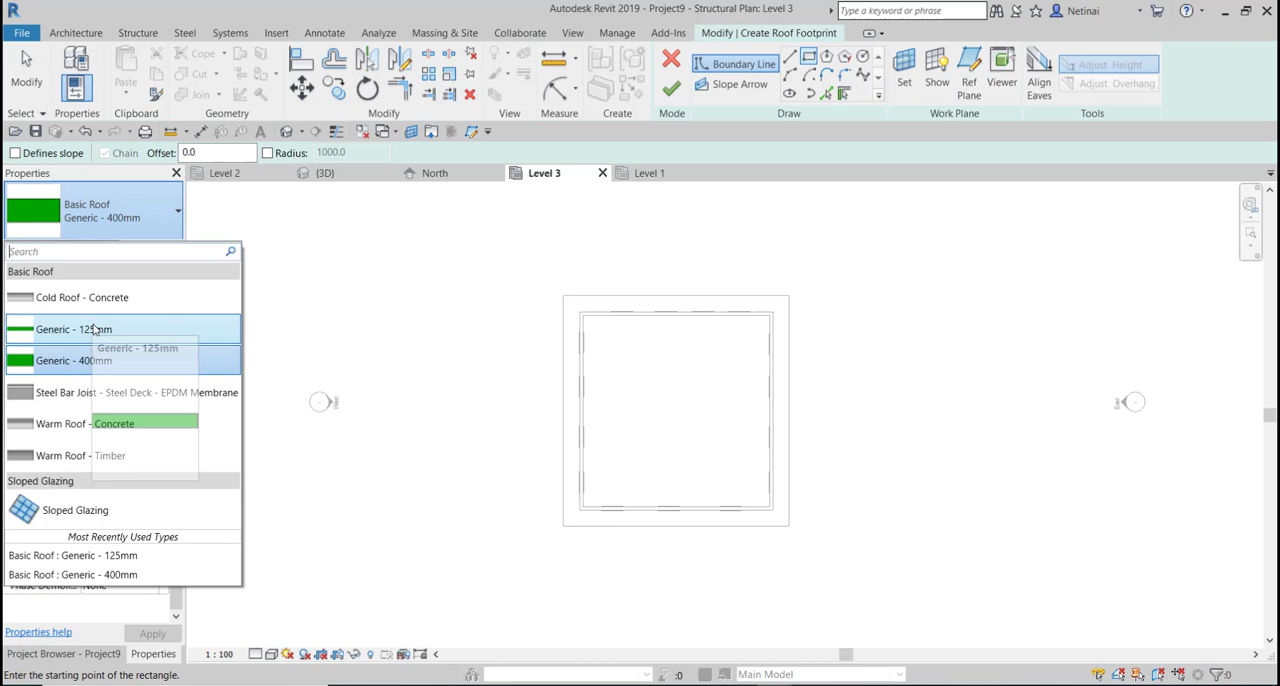 Autodesk Revit 2019 - Project9 - Structural Plan: Level 3
Type a keyword or phrase
Netinai
File Architecture Structure Steel Systems Insert Annotate Analyze Massing & Site Collaborate View Manage Add-Ins Modify | Create Roof Footprint
Modify Paste Cope Cut Join Boundary Line Slope Arrow Set Show Ref Plane Viewer Align Eaves Adjust Height Adjust Overhang
Select Properties Clipboard Geometry Modify View Measure Create Mode Draw Work Plane Tools
Defines slope Chain Offset: 0.0 Radius: 1000.0
Properties Level 2 {3D} North Level 3 Level 1
Basic Roof
Generic - 400mm
Search
Basic Roof
Cold Roof - Concrete
Generic - 125mm
Generic - 125mm
Generic - 400mm
Steel Bar Joist - Steel Deck - EPDM Membrane
Warm Roof - Concrete
Warm Roof - Timber
Sloped Glazing
Sloped Glazing
Most Recently Used Types
Basic Roof : Generic - 125mm
Basic Roof : Generic - 400mm
West
East
Properties help Apply
Project Browser - Project9 Properties 1 : 100
Enter the starting point of the rectangle. :0 Main Model :0